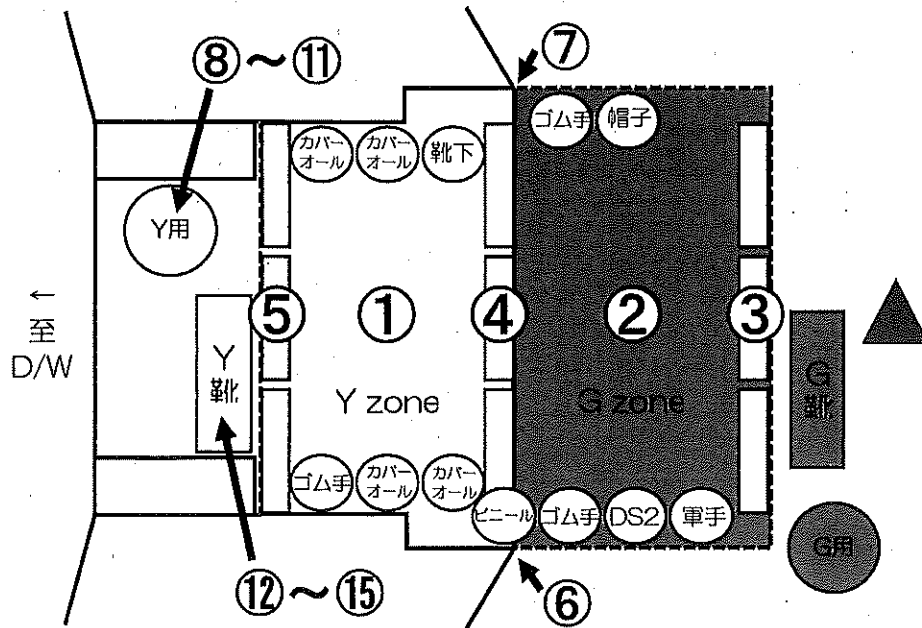 ⑧～⑪
⑦
ゴム手
帽子
カバー
オール
カバー
オール
靴下
Y用
←
至
D/W
⑤
①
④
②
③
Y
靴
Y zone
G zone
G
靴
ゴム手
カバー
オール
カバー
オール
ビニール
ゴム手
DS2
軍手
G用
⑫～⑮
⑥